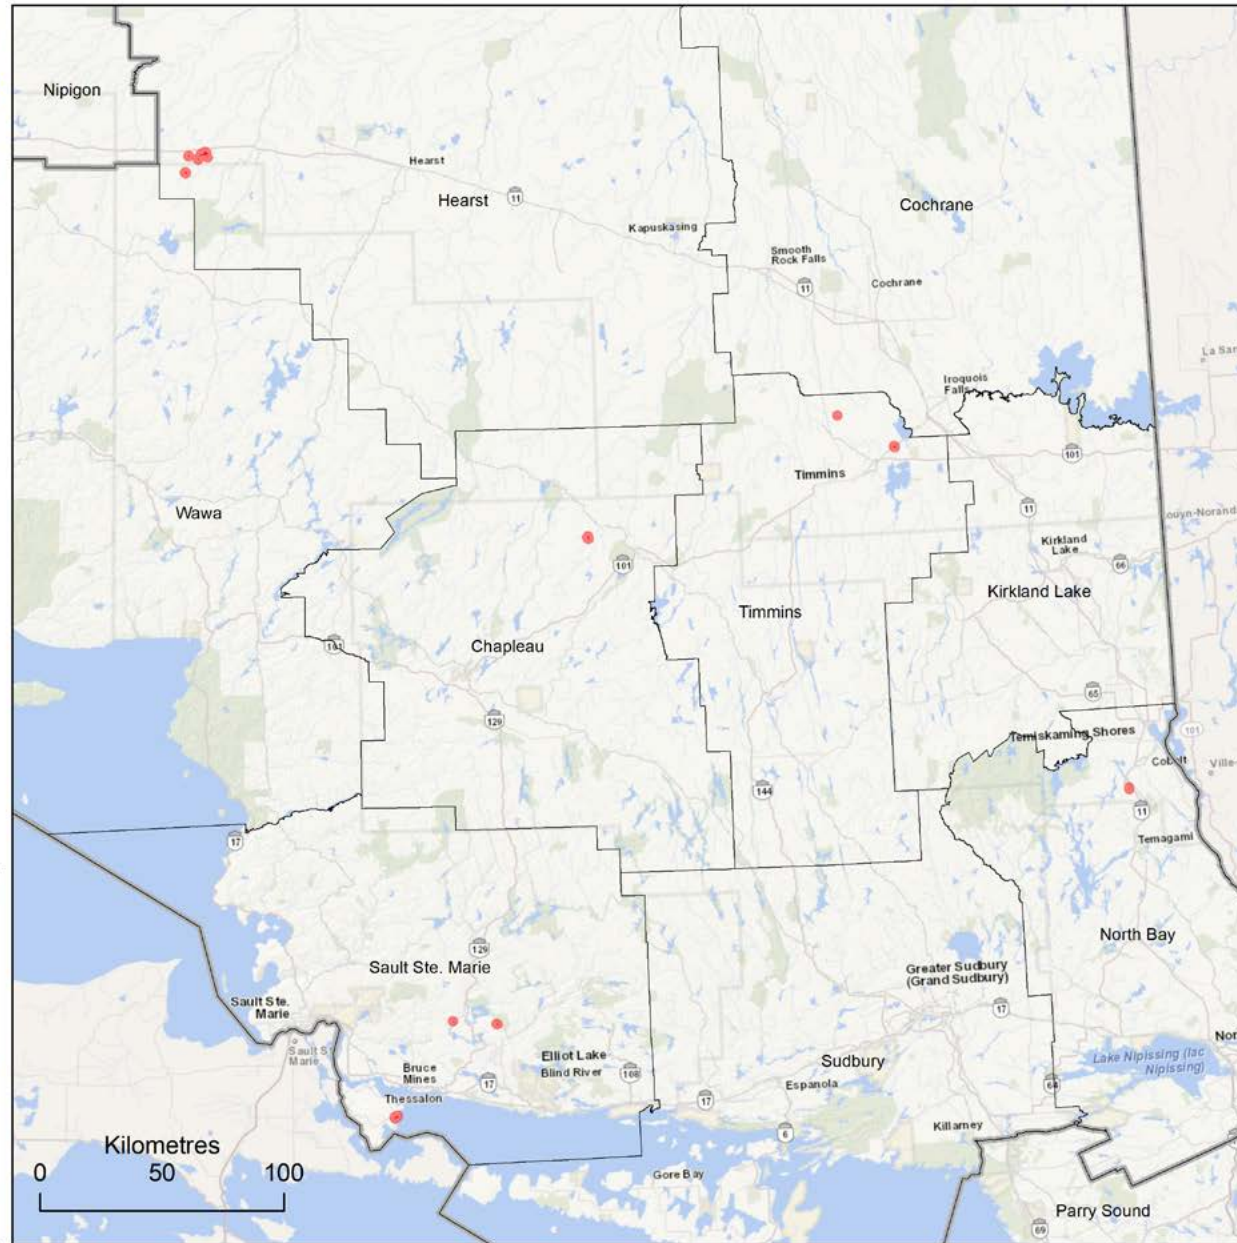 Nipigon
Hearst
Hearst
11
Kapuskasing
Cochrane
Smooth
Rock Falls
Cochrane
11
Iroquois
Falls
101
Timmins
Wawa
11
Kirkland
Lake
66
101
Kirkland Lake
Timmins
Chapleau
101
65
129
Temiskaming Shores
101
Cobalt
144
11
Temagami
17
North Bay
129
Sault Ste. Marie
Greater Sudbury
(Grand Sudbury)
17
Sault Ste.
Marie
Elliot Lake
Blind River
108
Bruce
Mines
17
Thessalon
Sudbury
Espanola
17
64
Lake Nipissing (lac
Nipissing)
6
Killarney
Kilometres
0 50 100
Gore Bay
Parry Sound
69